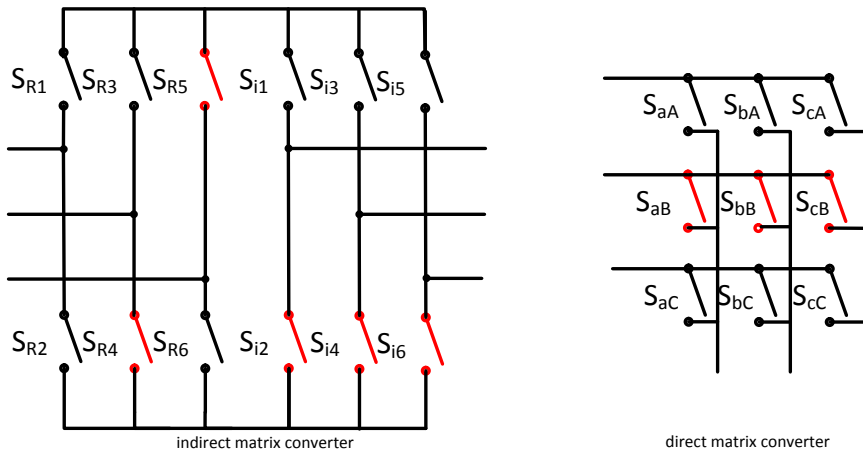 SR1 SR3 SR5 Si1 Si3 Si5
SaA SbA ScA
SaB SbB ScB
SaC SbC ScC
SR2 SR4 SR6 Si2 Si4 Si6
indirect matrix converter
direct matrix converter